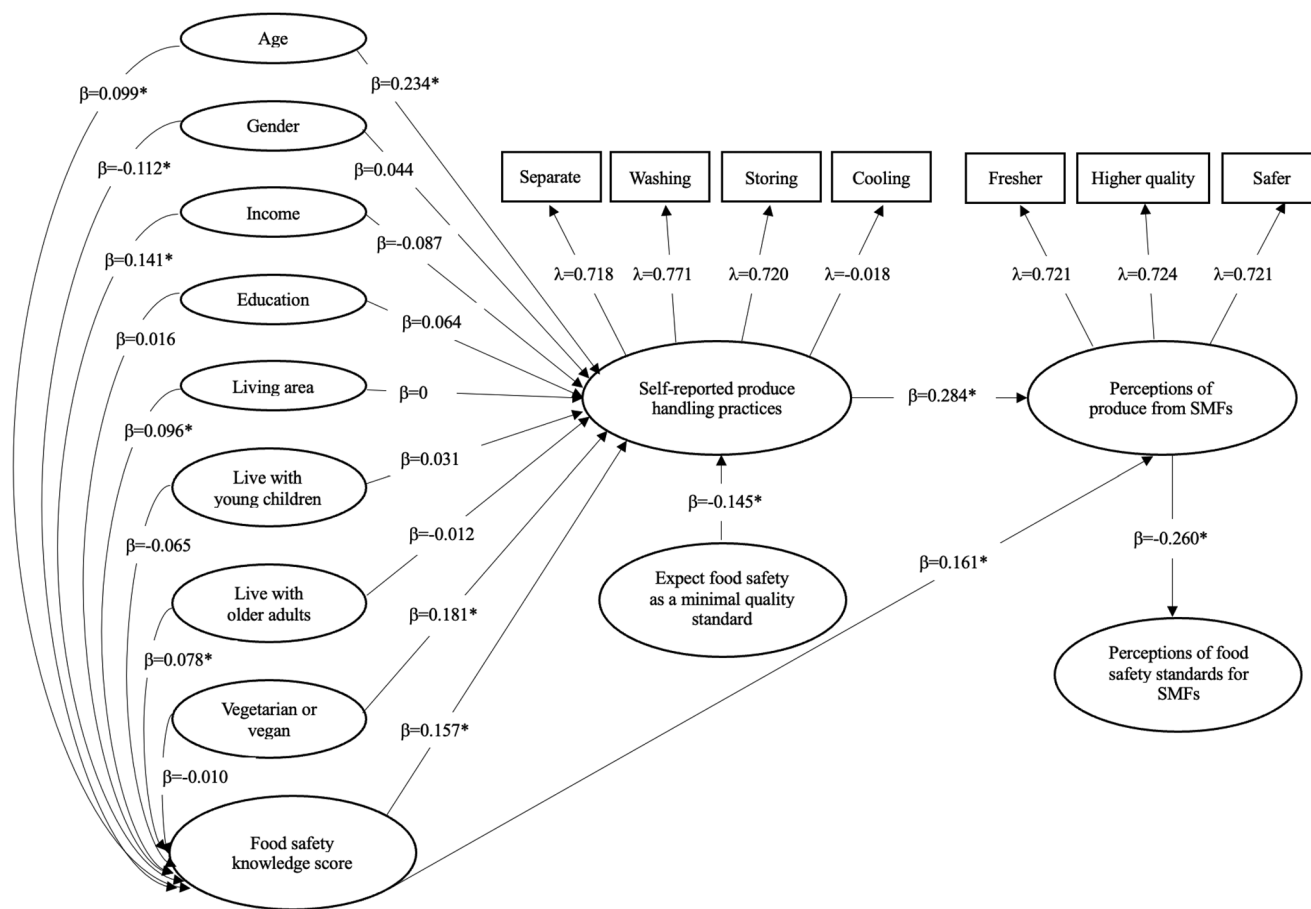 Age
β=0.099*
β=0.234*
Gender
β=-0.112*
β=0.044
Separate
Washing
Storing
Cooling
Fresher
Higher quality
Safer
Income
β=0.141*
β=-0.087
λ=0.718
λ=0.771
λ=0.720
λ=-0.018
λ=0.721
λ=0.724
λ=0.721
Education
β=0.016
β=0.064
Living area
β=0
β=0.096*
Self-reported produce
handling practices
β=0.284*
Perceptions of
produce from SMFs
Live with
young children
β=0.031
β=-0.065
β=-0.145*
β=-0.012
β=-0.260*
β=0.161*
Live with
older adults
Expect food safety
as a minimal quality
standard
β=0.181*
β=0.078*
Perceptions of food
safety standards for
SMFs
Vegetarian or
vegan
β=0.157*
β=-0.010
Food safety
knowledge score